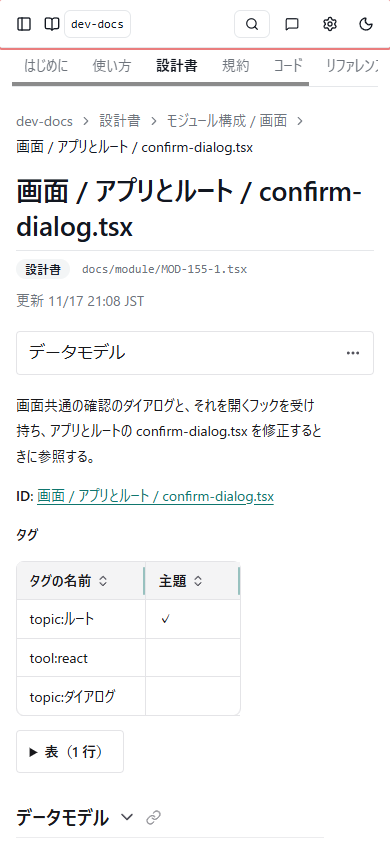 dev-docs
はじめに 使い方 設計書 規約 コード リファレンス
dev-docs > 設計書 > モジュール構成 / 画面 >
画面 / アプリとルート / confirm-dialog.tsx
画面 / アプリとルート / confirm-
dialog.tsx
設計書 docs/module/MOD-155-1.tsx
更新 11/17 21:08 JST
データモデル
画面共通の確認のダイアログと、それを開くフックを受け
持ち、アプリとルートの confirm-dialog.tsx を修正すると
きに参照する。
ID: 画面 / アプリとルート / confirm-dialog.tsx
タグ
タグの名前 主題
topic:ルート ✓
tool:react
topic:ダイアログ
▶ 表（1 行）
データモデル